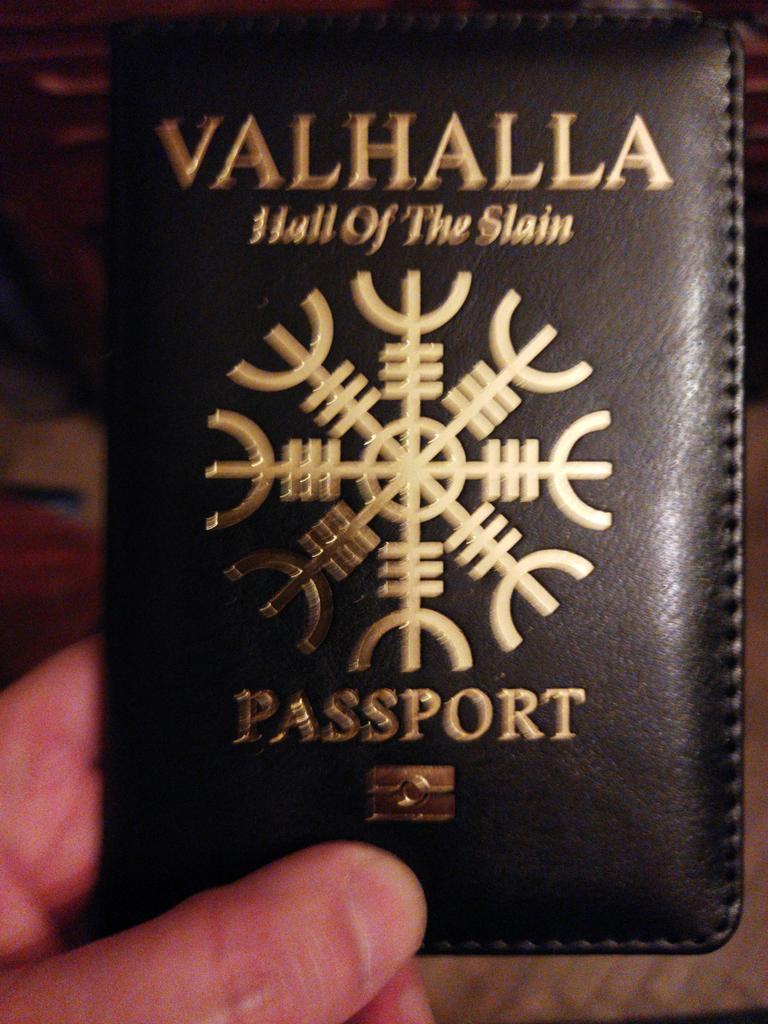 VALHALLA
Hall Of The Slain
PASSPORT